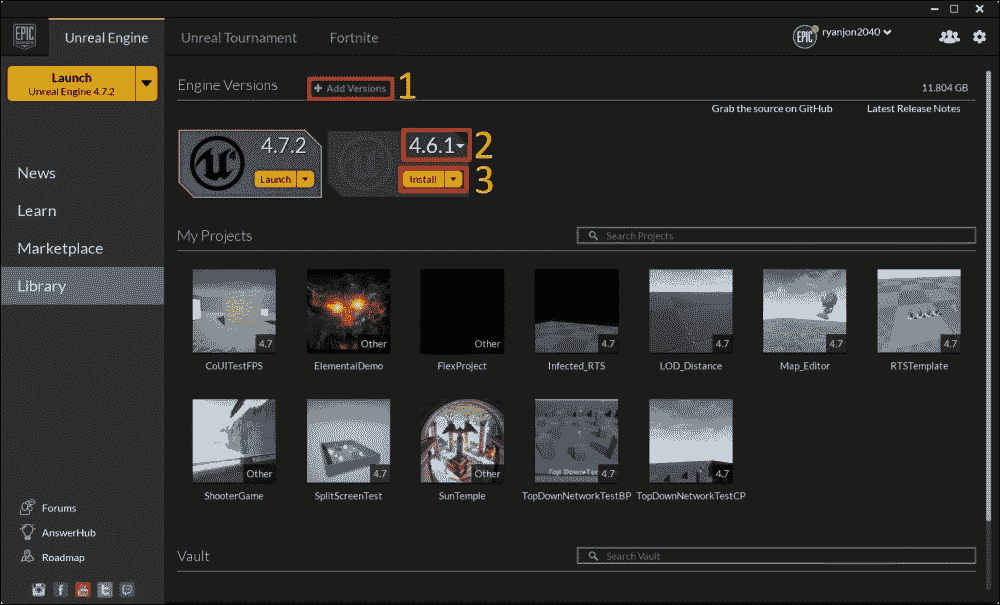 EPIC GAMES
Unreal Engine
Unreal Tournament
Fortnite
EPIC
ryanjon2040
Launch
Unreal Engine 4.7.2
Engine Versions
+ Add Versions
1
11.804 GB
Grab the source on GitHub
Latest Release Notes
4.7.2
Launch
4.6.1
2
Install
3
News
Learn
Marketplace
Library
My Projects
Search Projects
4.7
CoUITestFPS
Other
ElementalDemo
Other
FlexProject
4.7
Infected_RTS
4.7
LOD_Distance
4.7
Map_Editor
4.7
RTSTemplate
Other
ShooterGame
4.7
SplitScreenTest
Other
SunTemple
4.7
TopDownNetworkTestBP
4.7
TopDownNetworkTestCP
Forums
AnswerHub
Roadmap
Vault
Search Vault